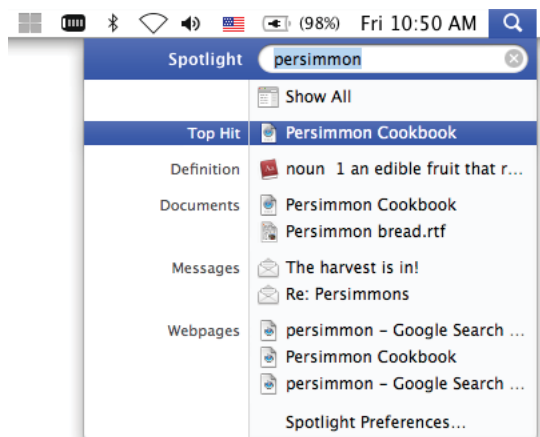 (98%) Fri 10:50 AM
Spotlight persimmon
Show All
Top Hit Persimmon Cookbook
Definition noun 1 an edible fruit that r...
Documents Persimmon Cookbook
Persimmon bread.rtf
Messages The harvest is in!
Re: Persimmons
Webpages persimmon – Google Search ...
Persimmon Cookbook
persimmon – Google Search ...
Spotlight Preferences...